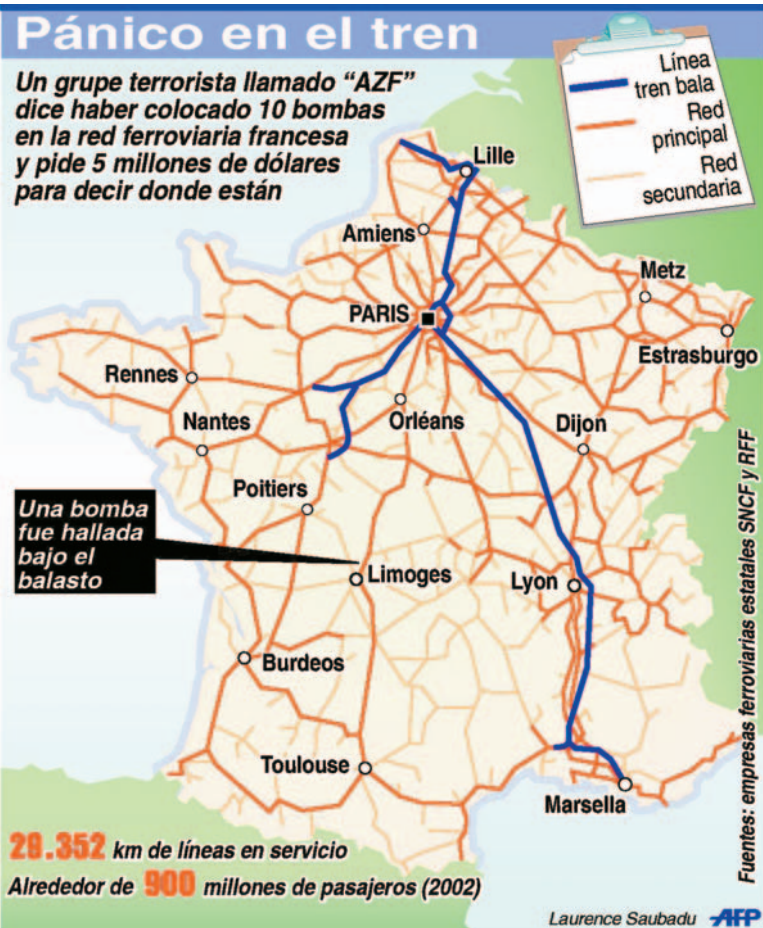 Pánico en el tren
Un grupe terrorista llamado “AZF”
dice haber colocado 10 bombas
en la red ferroviaria francesa
y pide 5 millones de dólares
para decir donde están
Línea
tren bala
Red
principal
Red
secundaria
Lille
Amiens
Metz
PARIS
Estrasburgo
Rennes
Orléans
Nantes
Dijon
Poitiers
Una bomba
fue hallada
bajo el
balasto
Limoges
Lyon
Burdeos
Toulouse
Marsella
Fuentes: empresas ferroviarias estatales SNCF y RFF
29.352 km de líneas en servicio
Alrededor de 900 millones de pasajeros (2002)
Laurence Saubadu AFP